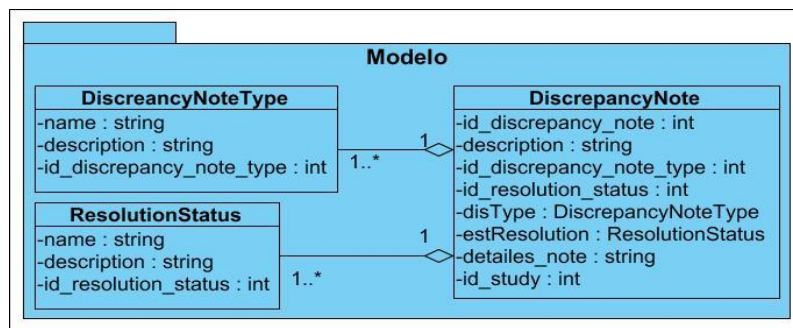 Modelo
DiscreancyNoteType
-name : string
-description : string
-id_discrepancy_note_type : int
1..*
1
DiscrepancyNote
-id_discrepancy_note : int
-description : string
-id_discrepancy_note_type : int
-id_resolution_status : int
-disType : DiscrepancyNoteType
-estResolution : ResolutionStatus
-detailes_note : string
-id_study : int
ResolutionStatus
-name : string
-description : string
-id_resolution_status : int
1..*
1